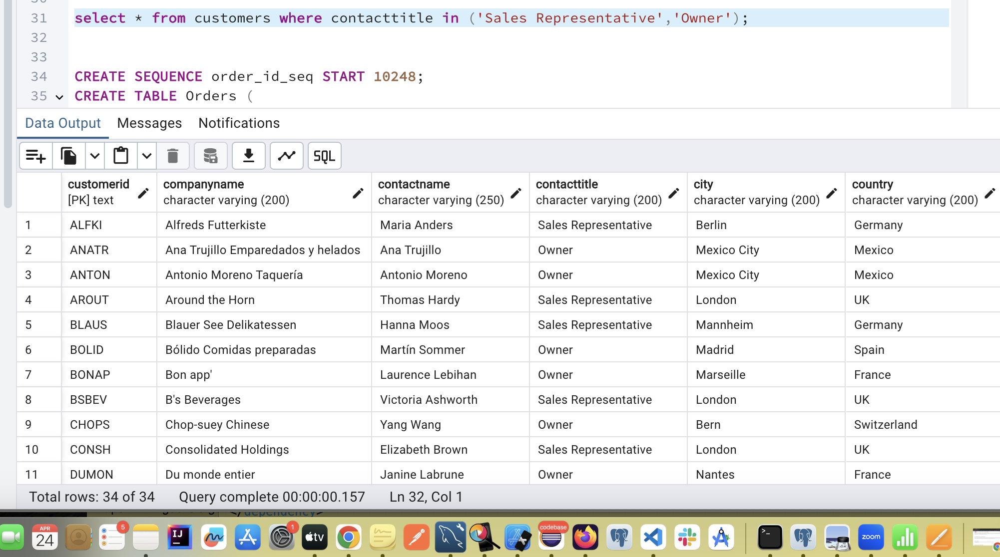 31 select * from customers where contacttitle in ('Sales Representative','Owner');
32
33
34 CREATE SEQUENCE order_id_seq START 10248;
35 CREATE TABLE Orders (
Data Output Messages Notifications
SQL
customerid companyname contactname contacttitle city country
[PK] text character varying (200) character varying (250) character varying (200) character varying (200) character varying (200)
1 ALFKI Alfreds Futterkiste Maria Anders Sales Representative Berlin Germany
2 ANATR Ana Trujillo Emparedados y helados Ana Trujillo Owner Mexico City Mexico
3 ANTON Antonio Moreno Taquería Antonio Moreno Owner Mexico City Mexico
4 AROUT Around the Horn Thomas Hardy Sales Representative London UK
5 BLAUS Blauer See Delikatessen Hanna Moos Sales Representative Mannheim Germany
6 BOLID Bólido Comidas preparadas Martín Sommer Owner Madrid Spain
7 BONAP Bon app' Laurence Lebihan Owner Marseille France
8 BSBEV B's Beverages Victoria Ashworth Sales Representative London UK
9 CHOPS Chop-suey Chinese Yang Wang Owner Bern Switzerland
10 CONSH Consolidated Holdings Elizabeth Brown Sales Representative London UK
11 DUMON Du monde entier Janine Labrune Owner Nantes France
Total rows: 34 of 34 Query complete 00:00:00.157 Ln 32, Col 1
</dependency>
APR 5 1 codebase
24 IJ tv >_ zoom